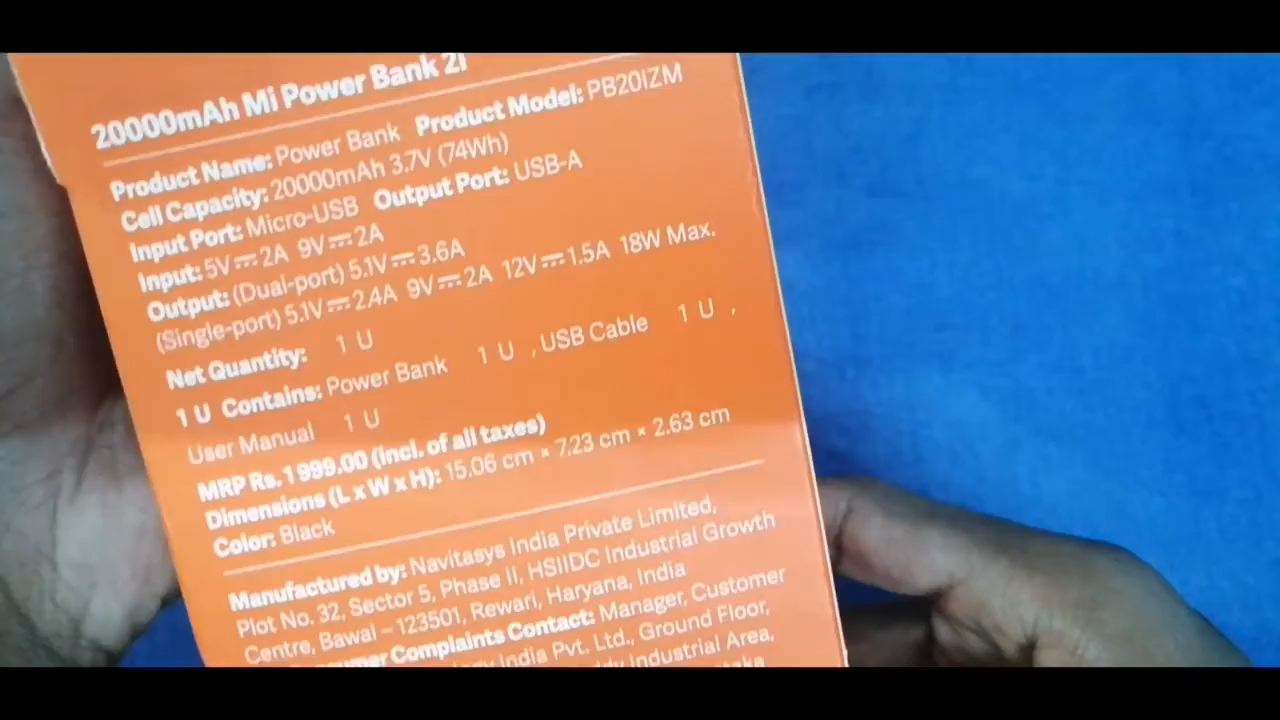 20000mAh Mi Power Bank 2i
Product Name: Power Bank Product Model: PB20IZM
Cell Capacity: 20000mAh 3.7V (74Wh)
Input Port: Micro-USB Output Port: USB-A
Input: 5V⎓2A 9V⎓2A
Output: (Dual-port) 5.1V⎓3.6A
(Single-port) 5.1V⎓2.4A 9V⎓2A 12V⎓1.5A 18W Max.
Net Quantity: 1 U
1 U Contains: Power Bank 1 U , USB Cable 1 U ,
User Manual 1 U
MRP Rs. 1 999.00 (incl. of all taxes)
Dimensions (L x W x H): 15.06 cm × 7.23 cm × 2.63 cm
Color: Black
Manufactured by: Navitasys India Private Limited,
Plot No. 32, Sector 5, Phase II, HSIIDC Industrial Growth
Centre, Bawal – 123501, Rewari, Haryana, India
Complaints Contact: Manager, Customer
India Pvt. Ltd., Ground Floor,
Industrial Area,